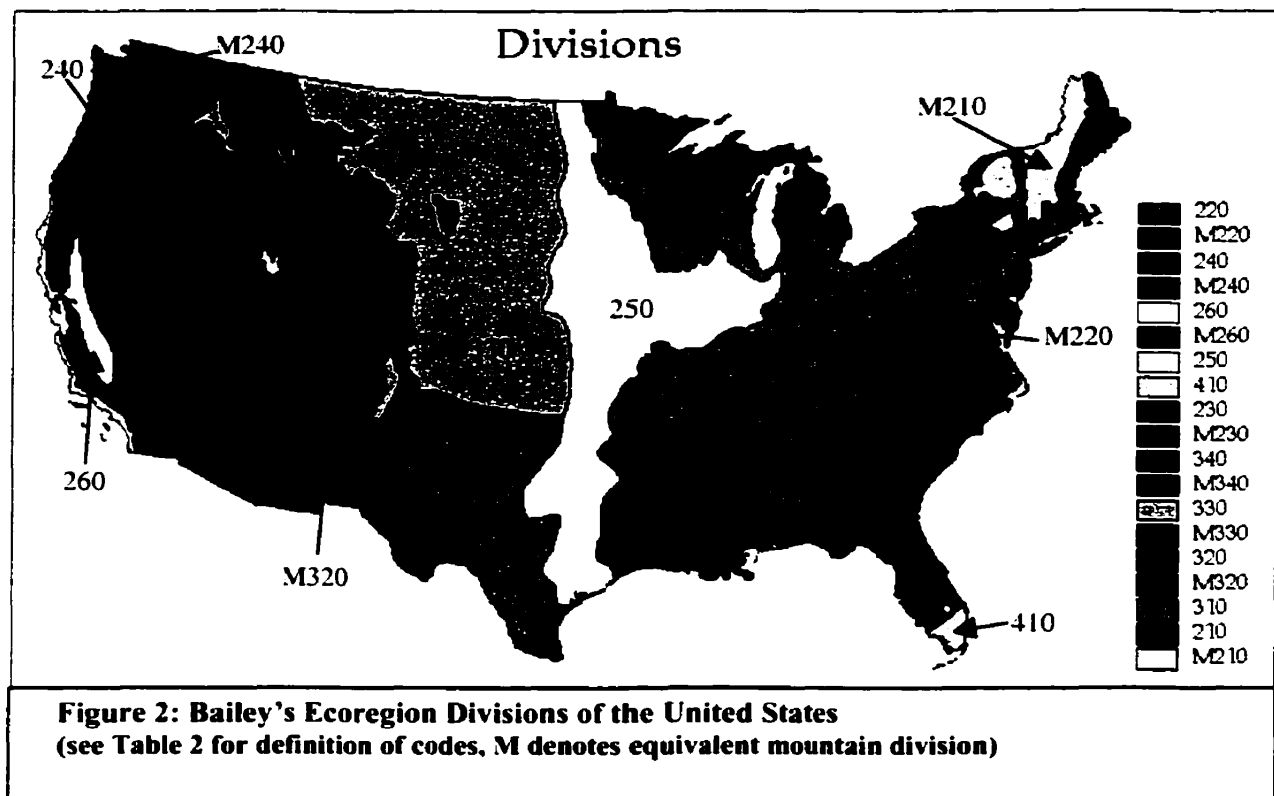 Divisions
M240
240
M210
250
M220
260
M320
410
220
M220
240
M240
260
M260
250
410
230
M230
340
M340
330
M330
320
M320
310
210
M210
Figure 2: Bailey's Ecoregion Divisions of the United States
(see Table 2 for definition of codes, M denotes equivalent mountain division)